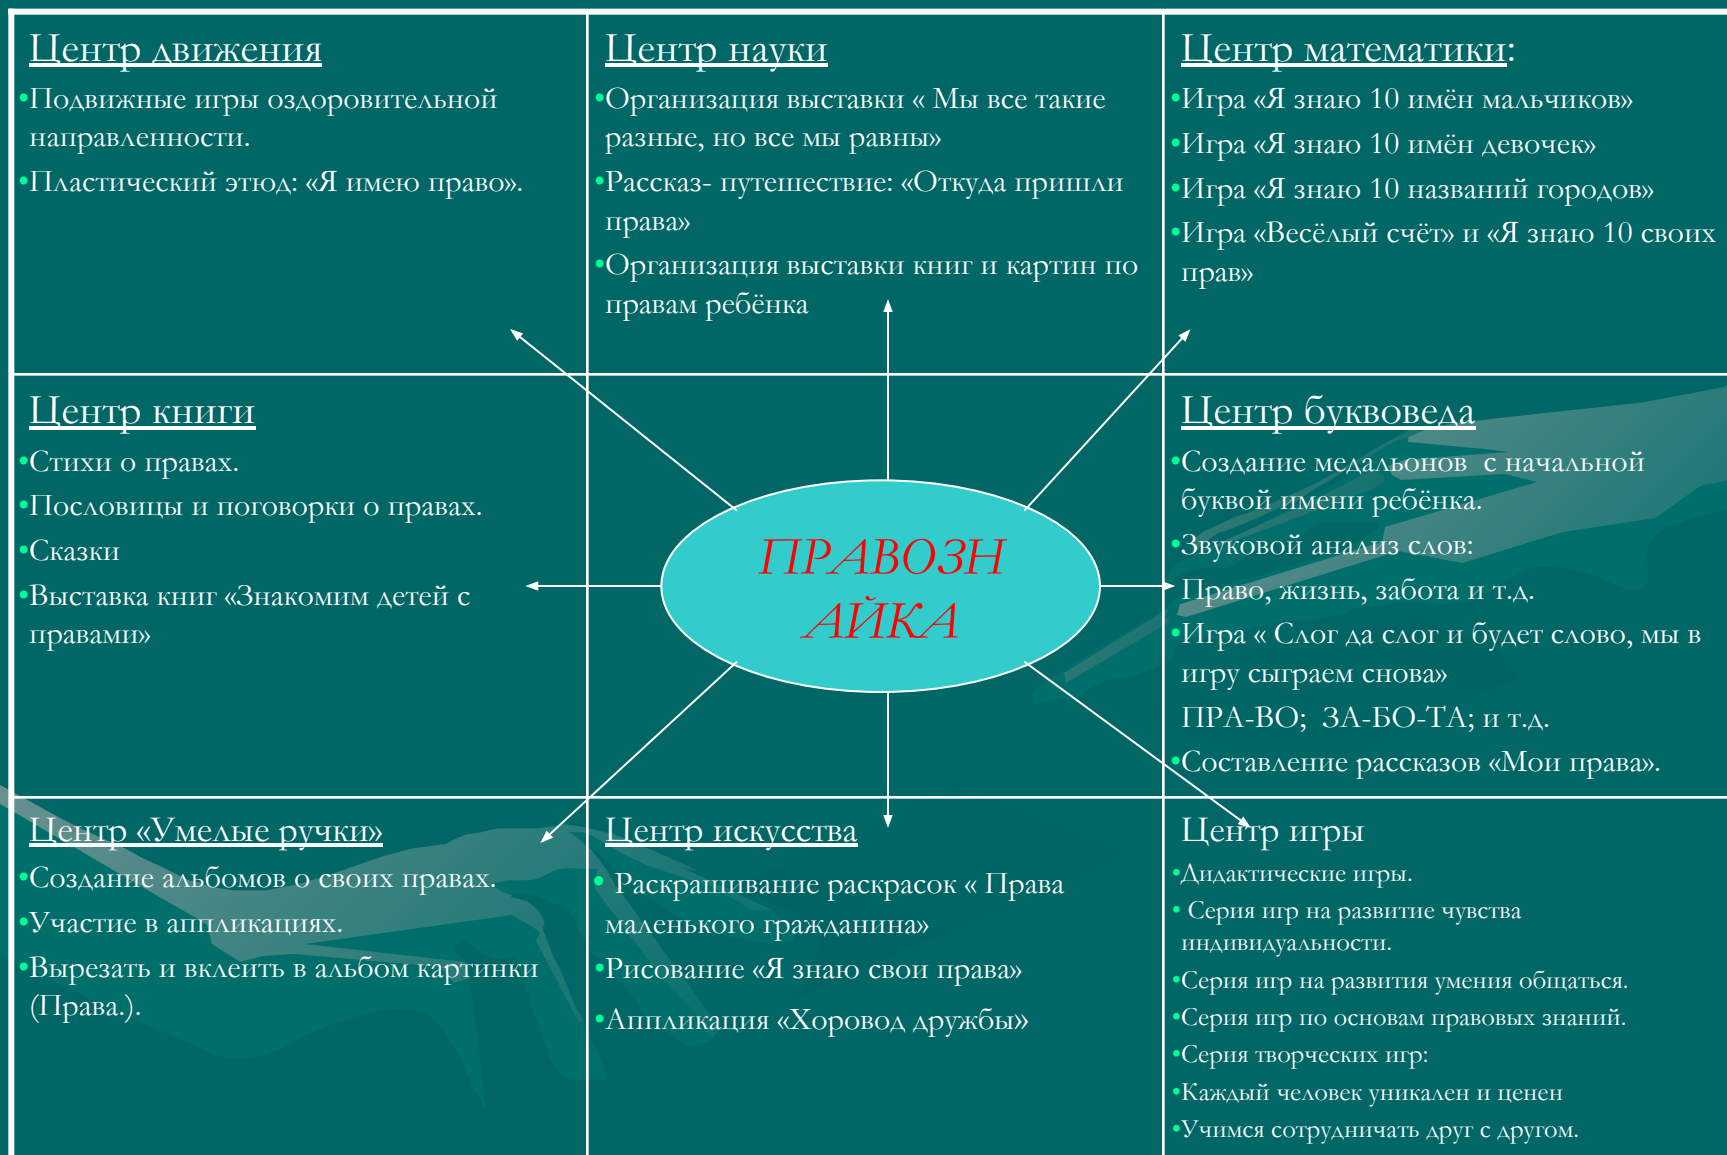 Центр движения
•Подвижные игры оздоровительной
направленности.
•Пластический этюд: «Я имею право».
Центр науки
•Организация выставки « Мы все такие
разные, но все мы равны»
•Рассказ- путешествие: «Откуда пришли
права»
•Организация выставки книг и картин по
правам ребёнка
Центр математики:
•Игра «Я знаю 10 имён мальчиков»
•Игра «Я знаю 10 имён девочек»
•Игра «Я знаю 10 названий городов»
•Игра «Весёлый счёт» и «Я знаю 10 своих
прав»
Центр книги
•Стихи о правах.
•Пословицы и поговорки о правах.
•Сказки
•Выставка книг «Знакомим детей с
правами»
ПРАВОЗН
АЙКА
Центр буквоведа
•Создание медальонов  с начальной
буквой имени ребёнка.
•Звуковой анализ слов:
Право, жизнь, забота и т.д.
•Игра « Слог да слог и будет слово, мы в
игру сыграем снова»
ПРА-ВО;  ЗА-БО-ТА; и т.д.
•Составление рассказов «Мои права».
Центр «Умелые ручки»
•Создание альбомов о своих правах.
•Участие в аппликациях.
•Вырезать и вклеить в альбом картинки
(Права.).
Центр искусства
• Раскрашивание раскрасок « Права
маленького гражданина»
•Рисование «Я знаю свои права»
•Аппликация «Хоровод дружбы»
Центр игры
•Дидактические игры.
• Серия игр на развитие чувства
индивидуальности.
•Серия игр на развития умения общаться.
•Серия игр по основам правовых знаний.
•Серия творческих игр:
•Каждый человек уникален и ценен
•Учимся сотрудничать друг с другом.